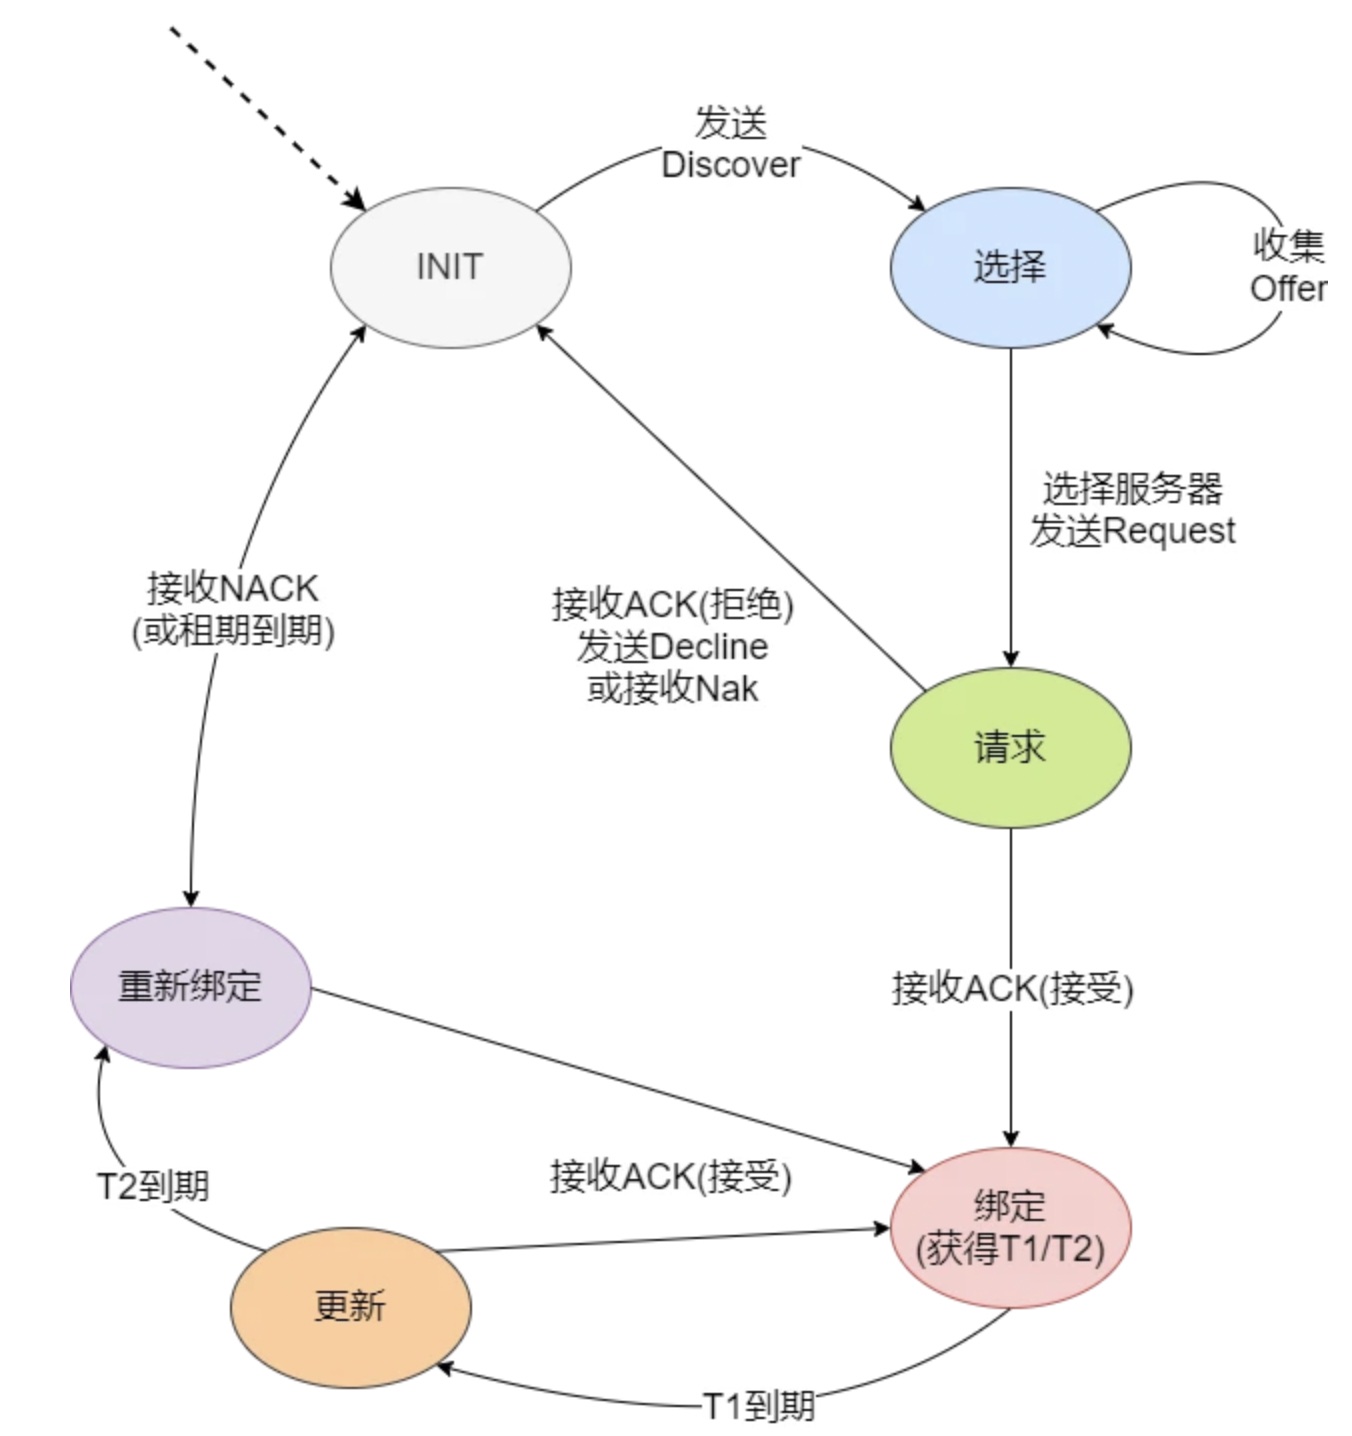 发送
Discover
INIT
选择
收集
Offer
选择服务器
发送Request
接收NACK
(或租期到期)
接收ACK(拒绝)
发送Decline
或接收Nak
请求
重新绑定
接收ACK(接受)
T2到期
接收ACK(接受)
绑定
(获得T1/T2)
更新
T1到期